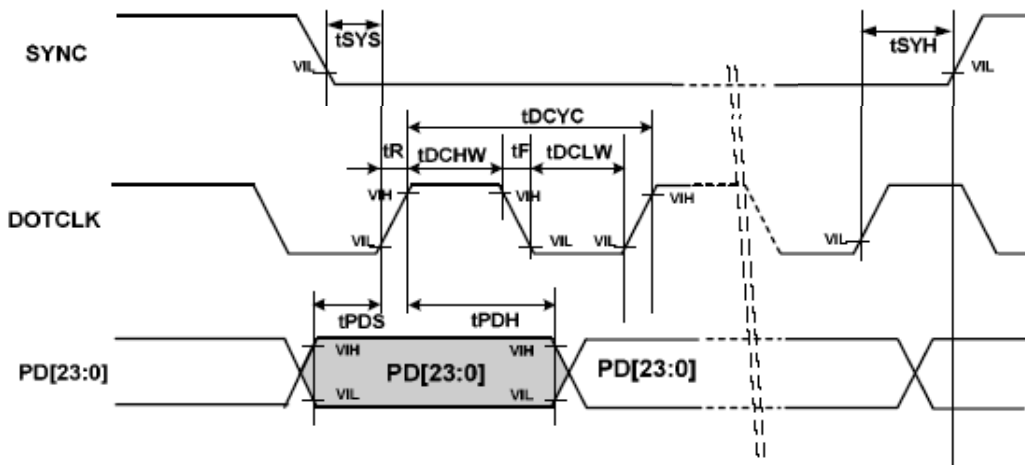 tSYS
tSYH
SYNC
VIL
VIL
tDCYC
tR tDCHW tF tDCLW
VIH VIH VIH
DOTCLK
VIL VIL VIL VIL
tPDS tPDH
VIH VIH
PD[23:0] PD[23:0] PD[23:0]
VIL VIL